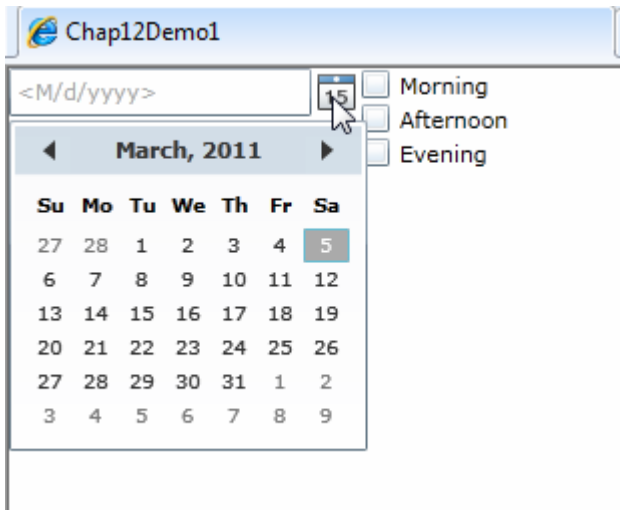 Chap12Demo1
<M/d/yyyy>
15
Morning
Afternoon
Evening
March, 2011
Su Mo Tu We Th Fr Sa
27 28 1 2 3 4 5
6 7 8 9 10 11 12
13 14 15 16 17 18 19
20 21 22 23 24 25 26
27 28 29 30 31 1 2
3 4 5 6 7 8 9